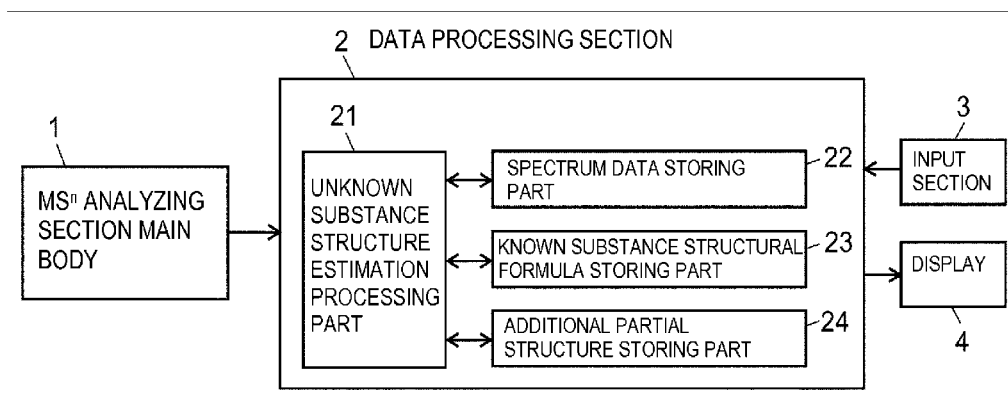 2 DATA PROCESSING SECTION
1
MSⁿ ANALYZING
SECTION MAIN
BODY
21
UNKNOWN
SUBSTANCE
STRUCTURE
ESTIMATION
PROCESSING
PART
SPECTRUM DATA STORING
PART
22
KNOWN SUBSTANCE STRUCTURAL
FORMULA STORING PART
23
ADDITIONAL PARTIAL
STRUCTURE STORING PART
24
3
INPUT
SECTION
DISPLAY
4